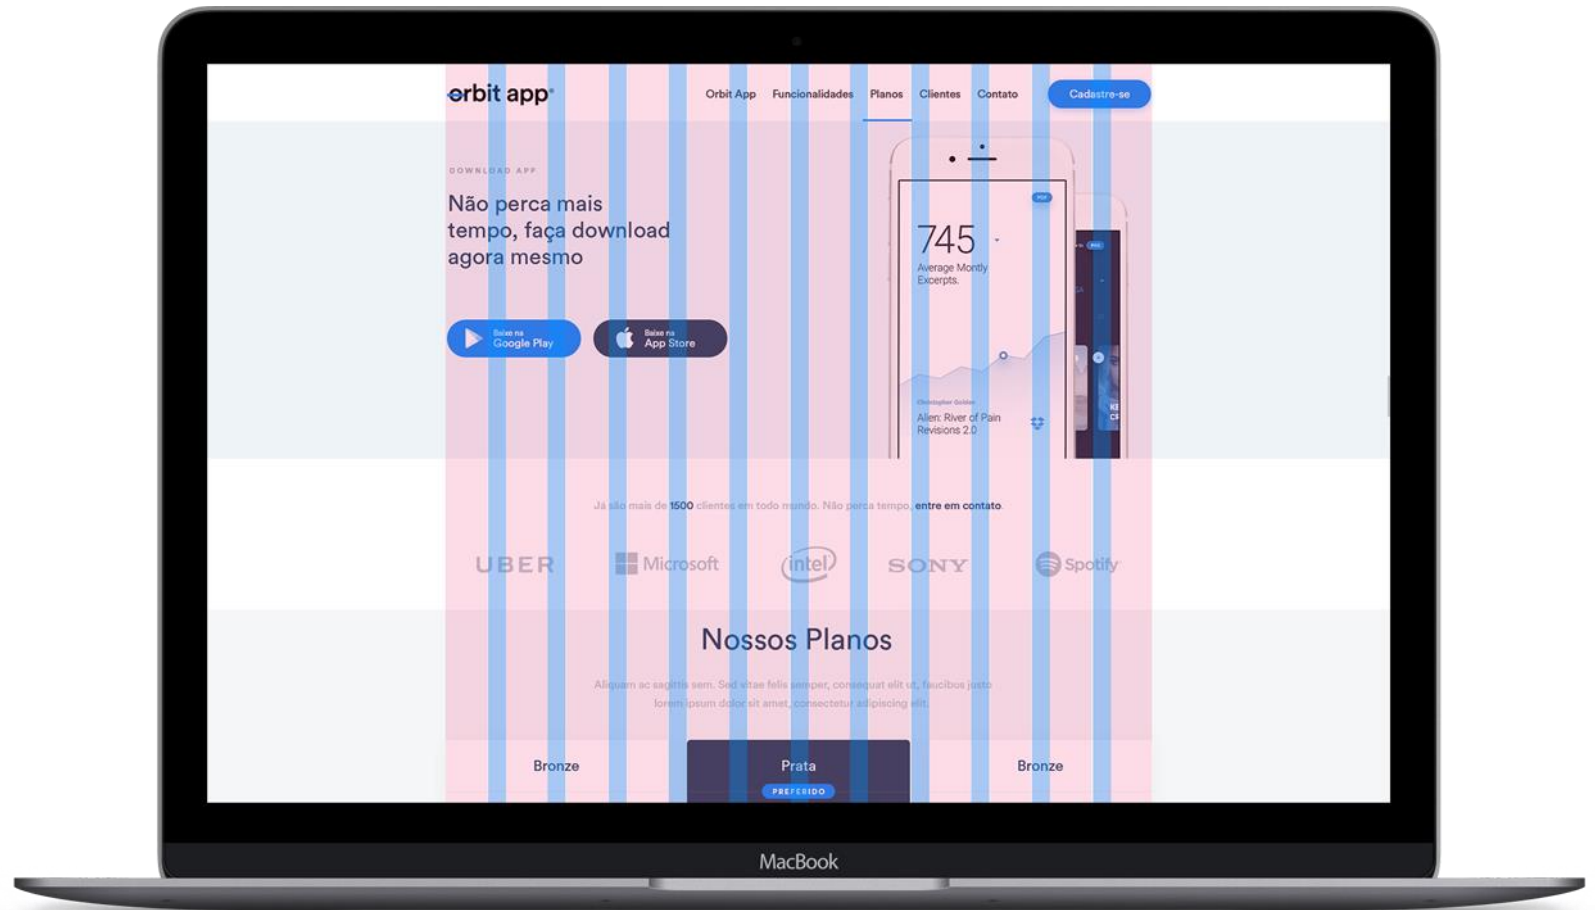 orbit app
Orbit App Funcionalidades Planos Clientes Contato Cadastre-se
DOWNLOAD APP
Não perca mais
tempo, faça download
agora mesmo
Baixe na
Google Play
Baixe na
App Store
PDF
745
Average Montly
Excerpts.
Christopher Golden
Alien: River of Pain
Revisions 2.0
Já são mais de 1500 clientes em todo mundo. Não perca tempo, entre em contato.
UBER Microsoft intel SONY Spotify
Nossos Planos
Aliquam ac sagittis sem. Sed vitae felis semper, consequat elit ut, faucibus justo
lorem ipsum dolor sit amet, consectetur adipiscing elit.
Bronze Prata Bronze
PREFERIDO
MacBook